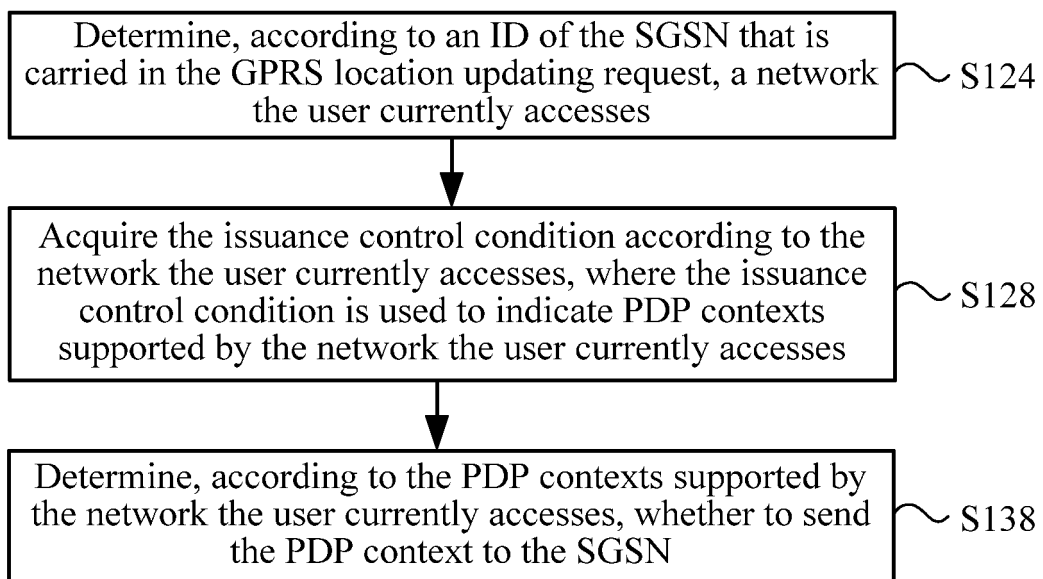 Determine, according to an ID of the SGSN that is
carried in the GPRS location updating request, a network
the user currently accesses
S124
Acquire the issuance control condition according to the
network the user currently accesses, where the issuance
control condition is used to indicate PDP contexts
supported by the network the user currently accesses
S128
Determine, according to the PDP contexts supported by
the network the user currently accesses, whether to send
the PDP context to the SGSN
S138